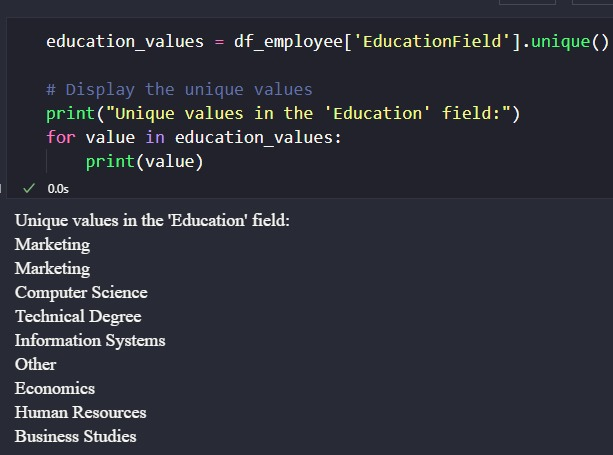 education_values = df_employee['EducationField'].unique()
# Display the unique values
print("Unique values in the 'Education' field:")
for value in education_values:
    print(value)
0.0s
Unique values in the 'Education' field:
Marketing
Marketing
Computer Science
Technical Degree
Information Systems
Other
Economics
Human Resources
Business Studies